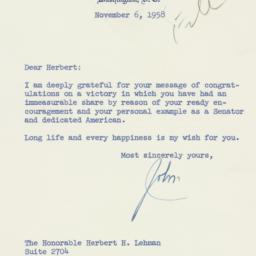 Washington, D.C.
November 6, 1958
Dear Herbert:
I am deeply grateful for your message of congrat-
ulations on a victory in which you have had an
immeasurable share by reason of your ready en-
couragement and your personal example as a Senator
and dedicated American.
Long life and every happiness is my wish for you.
Most sincerely yours,
John
The Honorable Herbert H. Lehman
Suite 2704